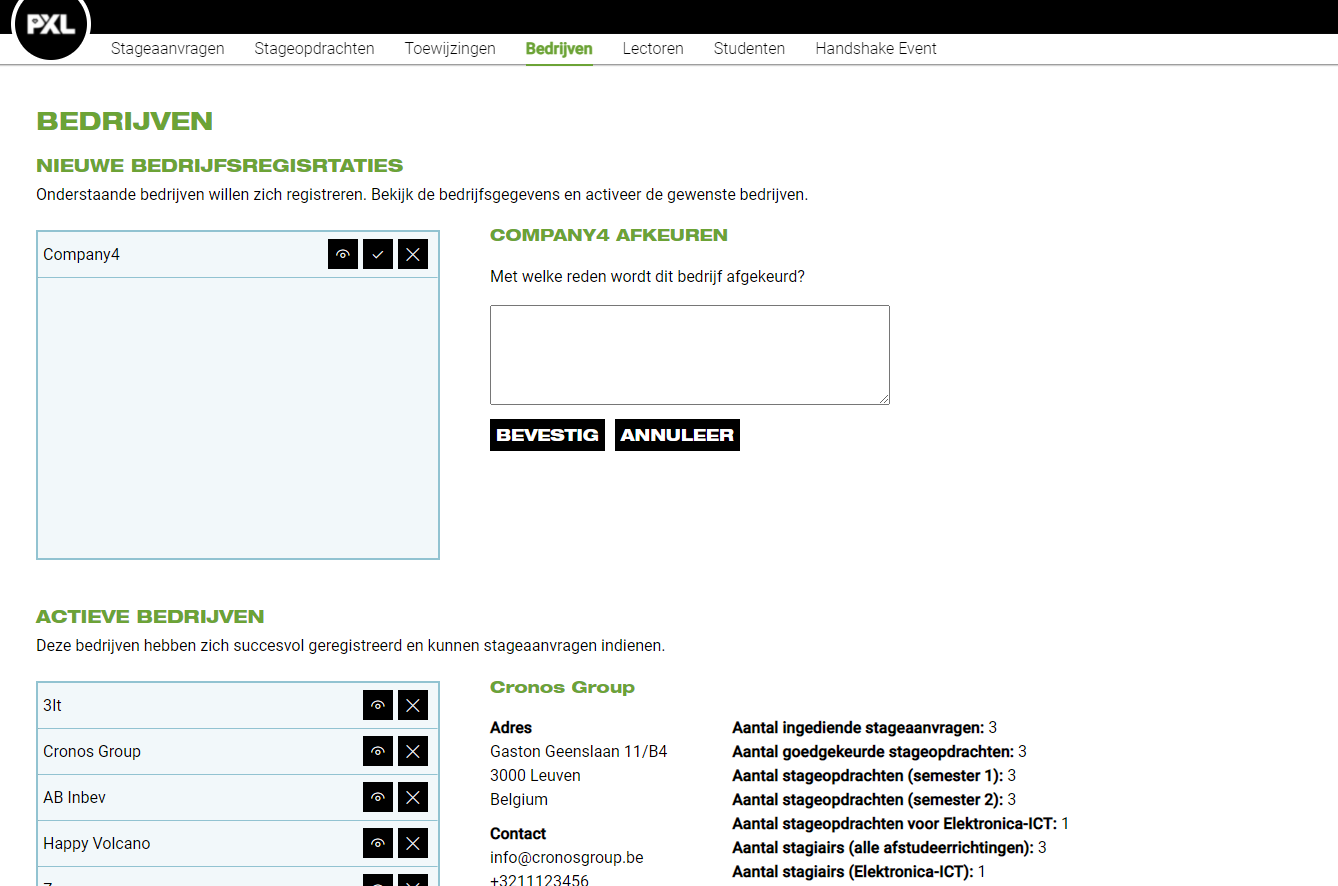 PXL
Stageaanvragen Stageopdrachten Toewijzingen Bedrijven Lectoren Studenten Handshake Event
BEDRIJVEN
NIEUWE BEDRIJFSREGISRTATIES
Onderstaande bedrijven willen zich registreren. Bekijk de bedrijfsgegevens en activeer de gewenste bedrijven.
Company4
COMPANY4 AFKEUREN
Met welke reden wordt dit bedrijf afgekeurd?
BEVESTIG ANNULEER
ACTIEVE BEDRIJVEN
Deze bedrijven hebben zich succesvol geregistreerd en kunnen stageaanvragen indienen.
3It
Cronos Group
AB Inbev
Happy Volcano
Cronos Group
Adres
Gaston Geenslaan 11/B4
3000 Leuven
Belgium
Contact
info@cronosgroup.be
+3211123456
Aantal ingediende stageaanvragen: 3
Aantal goedgekeurde stageopdrachten: 3
Aantal stageopdrachten (semester 1): 3
Aantal stageopdrachten (semester 2): 3
Aantal stageopdrachten voor Elektronica-ICT: 1
Aantal stagiairs (alle afstudeerrichtingen): 3
Aantal stagiairs (Elektronica-ICT): 1